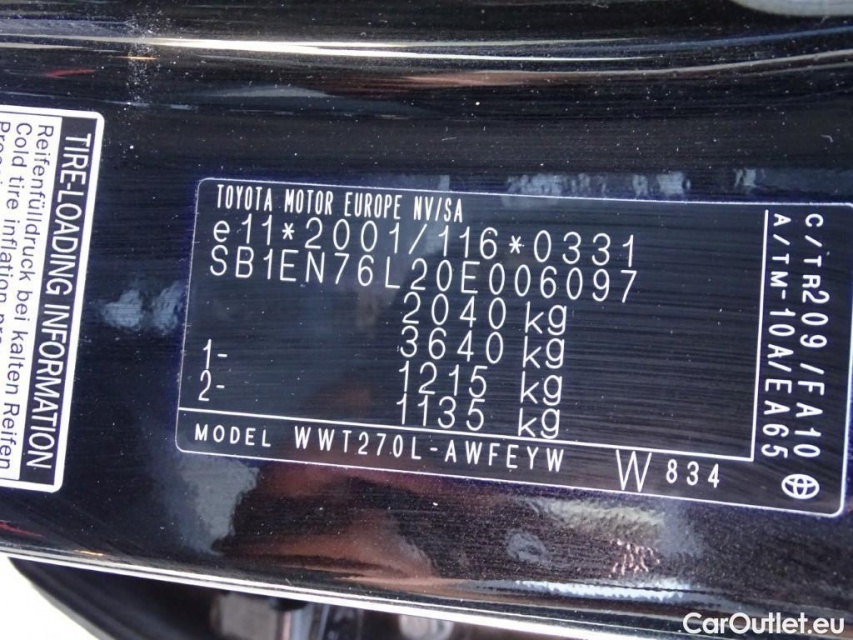 TIRE-LOADING INFORMATION
Reifenfülldruck bei kalten Reifen
Cold tire inflation
TOYOTA MOTOR EUROPE NV/SA
e11*2001/116*0331
SB1EN76L20E006097
2040 kg
3640 kg
1- 1215 kg
2- 1135 kg
MODEL WWT270L-AWFEYW W834
C/TR209/FA10
A/TM-10A/EA65
CarOutlet.eu